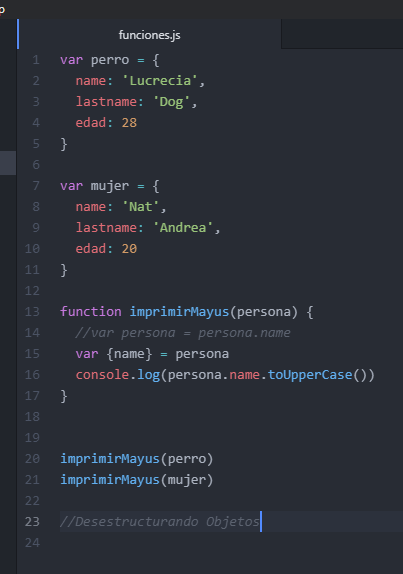 p
funciones.js
1 var perro = {
2 name: 'Lucrecia',
3 lastname: 'Dog',
4 edad: 28
5 }
6
7 var mujer = {
8 name: 'Nat',
9 lastname: 'Andrea',
10 edad: 20
11 }
12
13 function imprimirMayus(persona) {
14 //var persona = persona.name
15 var {name} = persona
16 console.log(persona.name.toUpperCase())
17 }
18
19
20 imprimirMayus(perro)
21 imprimirMayus(mujer)
22
23 //Desestructurando Objetos
24